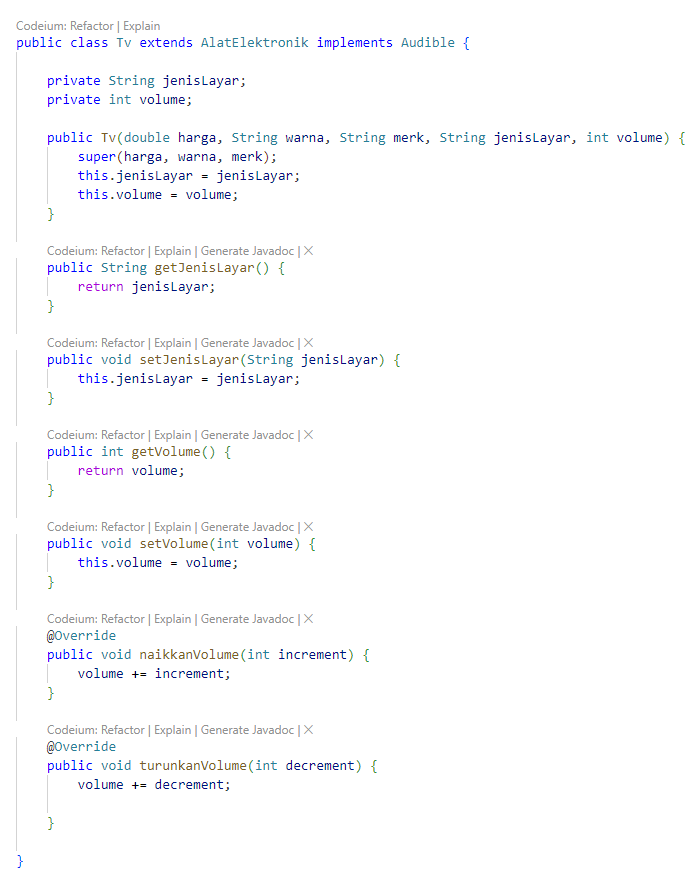 Codeium: Refactor | Explain
public class Tv extends AlatElektronik implements Audible {
private String jenisLayar;
private int volume;
public Tv(double harga, String warna, String merk, String jenisLayar, int volume) {
super(harga, warna, merk);
this.jenisLayar = jenisLayar;
this.volume = volume;
}
Codeium: Refactor | Explain | Generate Javadoc | ×
public String getJenisLayar() {
return jenisLayar;
}
Codeium: Refactor | Explain | Generate Javadoc | ×
public void setJenisLayar(String jenisLayar) {
this.jenisLayar = jenisLayar;
}
Codeium: Refactor | Explain | Generate Javadoc | ×
public int getVolume() {
return volume;
}
Codeium: Refactor | Explain | Generate Javadoc | ×
public void setVolume(int volume) {
this.volume = volume;
}
Codeium: Refactor | Explain | Generate Javadoc | ×
@Override
public void naikkanVolume(int increment) {
volume += increment;
}
Codeium: Refactor | Explain | Generate Javadoc | ×
@Override
public void turunkanVolume(int decrement) {
volume += decrement;
}
}